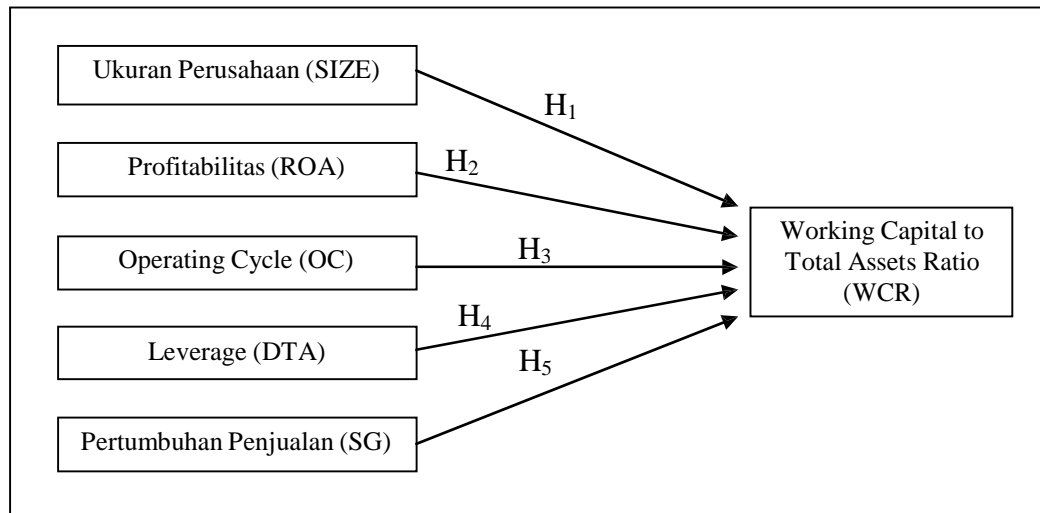 Ukuran Perusahaan (SIZE)
H₁
Profitabilitas (ROA)
H₂
Operating Cycle (OC)
H₃
Working Capital to
Total Assets Ratio
(WCR)
Leverage (DTA)
H₄
Pertumbuhan Penjualan (SG)
H₅